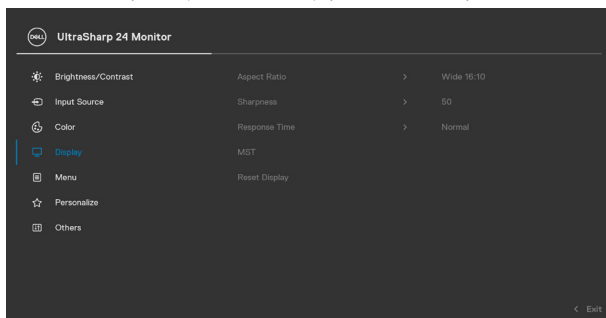 DELL UltraSharp 24 Monitor
Brightness/Contrast Aspect Ratio > Wide 16:10
Input Source Sharpness > 50
Color Response Time > Normal
Display MST
Menu Reset Display
Personalize
Others
< Exit